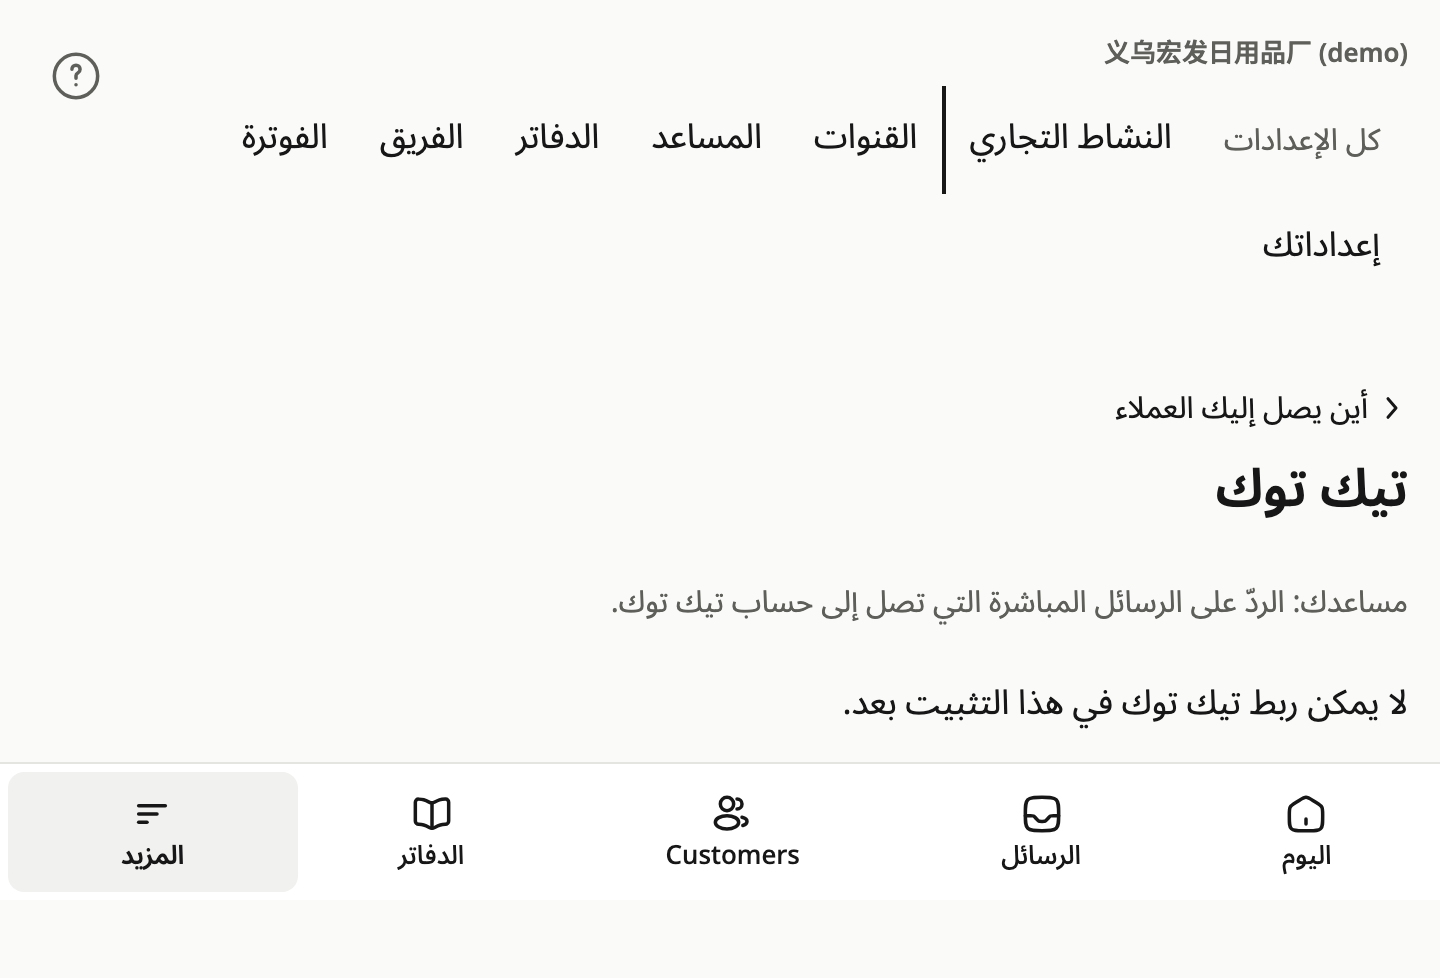 义乌宏发日用品厂 (demo)
كل الإعدادات النشاط التجاري القنوات المساعد الدفاتر الفريق الفوترة
إعداداتك
أين يصل إليك العملاء
تيك توك
مساعدك: الردّ على الرسائل المباشرة التي تصل إلى حساب تيك توك.
لا يمكن ربط تيك توك في هذا التثبيت بعد.
اليوم الرسائل Customers الدفاتر المزيد